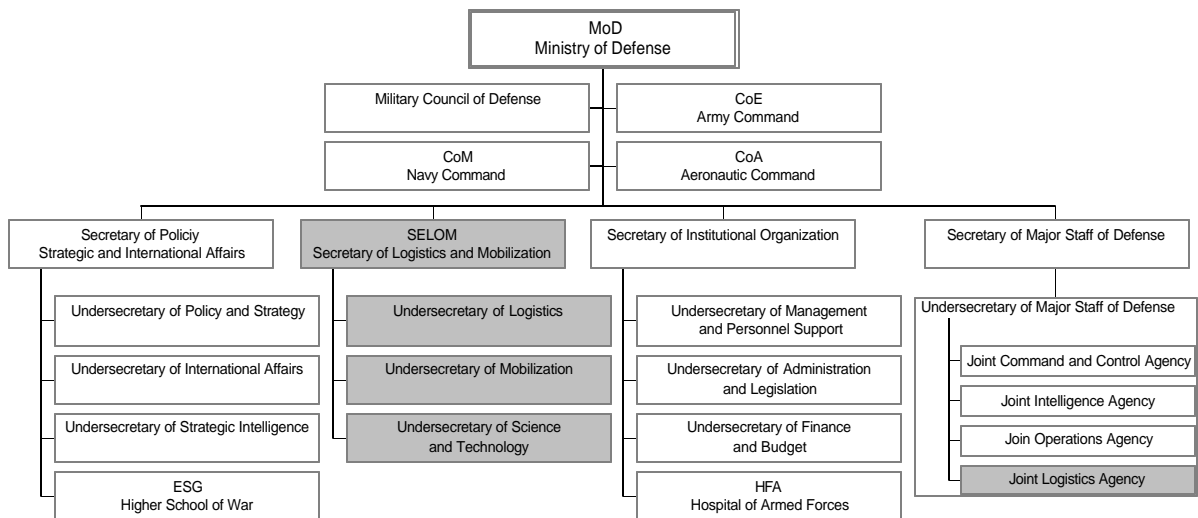 MoD
Ministry of Defense
Military Council of Defense
CoE
Army Command
CoM
Navy Command
CoA
Aeronautic Command
Secretary of Policiy
Strategic and International Affairs
Undersecretary of Policy and Strategy
Undersecretary of International Affairs
Undersecretary of Strategic Intelligence
ESG
Higher School of War
SELOM
Secretary of Logistics and Mobilization
Undersecretary of Logistics
Undersecretary of Mobilization
Undersecretary of Science
and Technology
Secretary of Institutional Organization
Undersecretary of Management
and Personnel Support
Undersecretary of Administration
and Legislation
Undersecretary of Finance
and Budget
HFA
Hospital of Armed Forces
Secretary of Major Staff of Defense
Undersecretary of Major Staff of Defense
Joint Command and Control Agency
Joint Intelligence Agency
Join Operations Agency
Joint Logistics Agency